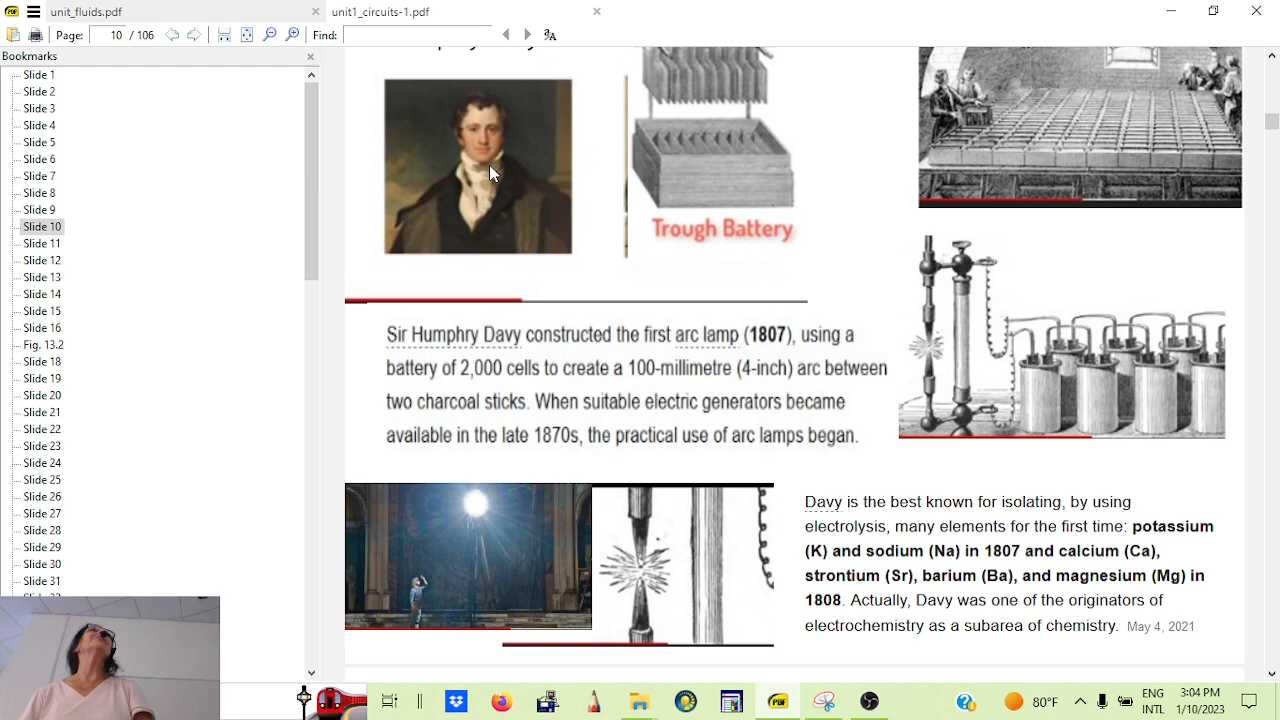 unit_fluids.pdf
unit1_circuits-1.pdf
Page: 10 / 106
Find:
Bookmarks
Slide 1
Slide 2
Slide 3
Slide 4
Slide 5
Slide 6
Slide 7
Slide 8
Slide 9
Slide 10
Slide 11
Slide 12
Slide 13
Slide 14
Slide 15
Slide 16
Fig. 13.2
Slide 18
Slide 19
Slide 20
Slide 21
Slide 22
Slide 23
Slide 24
Slide 25
Slide 26
Slide 27
Slide 28
Slide 29
Slide 30
Slide 31
Trough Battery
Sir Humphry Davy constructed the first arc lamp (1807), using a
battery of 2,000 cells to create a 100-millimetre (4-inch) arc between
two charcoal sticks. When suitable electric generators became
available in the late 1870s, the practical use of arc lamps began.
Davy is the best known for isolating, by using
electrolysis, many elements for the first time: potassium
(K) and sodium (Na) in 1807 and calcium (Ca),
strontium (Sr), barium (Ba), and magnesium (Mg) in
1808. Actually, Davy was one of the originators of
electrochemistry as a subarea of chemistry. May 4, 2021
80°F
ENG
INTL
3:04 PM
1/10/2023